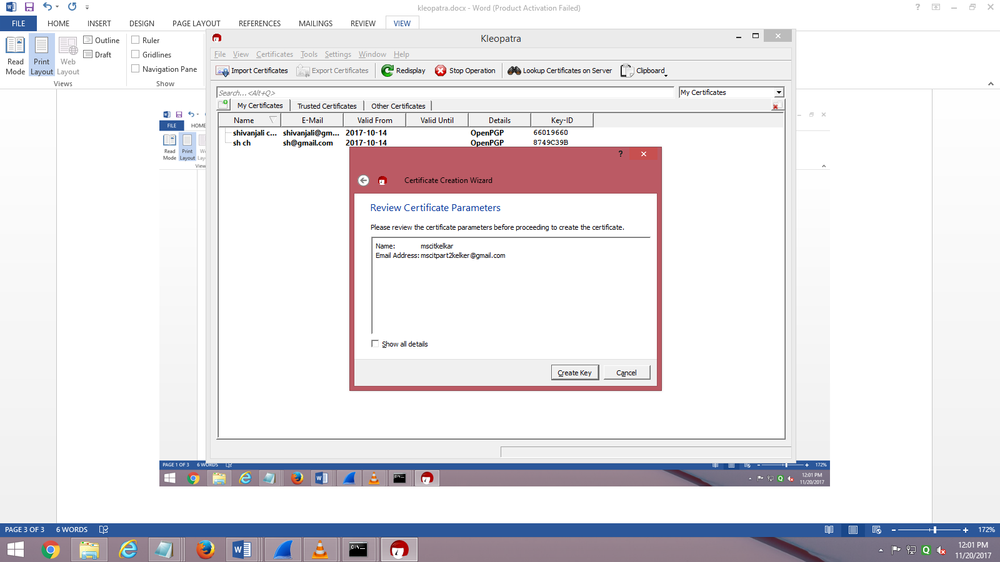 kleopatra.docx - Word (Product Activation Failed)
FILE HOME INSERT DESIGN PAGE LAYOUT REFERENCES MAILINGS REVIEW VIEW
Read Mode
Print Layout
Web Layout
Outline
Draft
Views
Ruler
Gridlines
Navigation Pane
Show
Kleopatra
File View Certificates Tools Settings Window Help
Import Certificates Export Certificates Redisplay Stop Operation Lookup Certificates on Server Clipboard
Search... <Alt+Q> My Certificates
My Certificates Trusted Certificates Other Certificates
Name E-Mail Valid From Valid Until Details Key-ID
shivanjali c... shivanjali@gm... 2017-10-14 OpenPGP 66019660
sh ch sh@gmail.com 2017-10-14 OpenPGP 8749C39B
?
Certificate Creation Wizard
Review Certificate Parameters
Please review the certificate parameters before proceeding to create the certificate.
Name: mscitkelkar
Email Address: mscitpart2kelker@gmail.com
Show all details
Create Key Cancel
FILE HOME
Read Mode
Print Layout
We
L
View
PAGE 1 OF 3 6 WORDS 172%
12:01 PM
11/20/2017
PAGE 3 OF 3 6 WORDS 172%
12:01 PM
11/20/2017